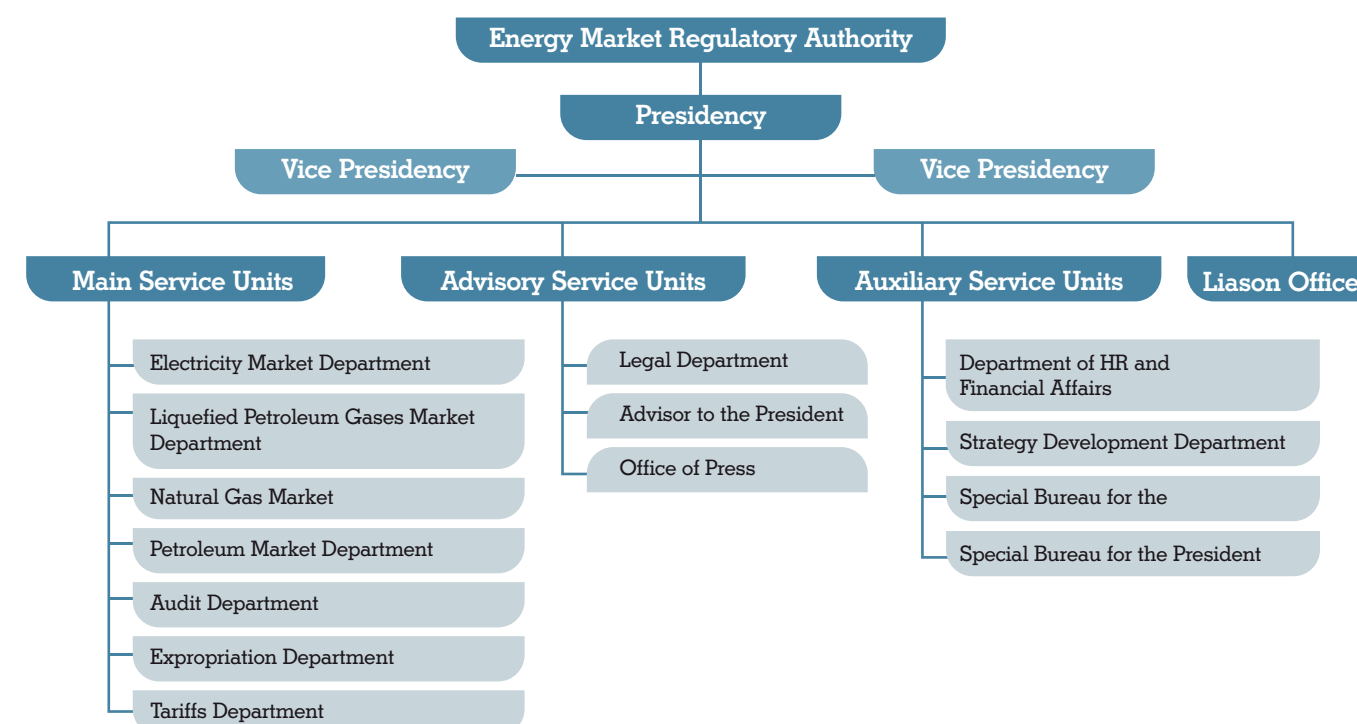 Energy Market Regulatory Authority
Presidency
Vice Presidency
Vice Presidency
Main Service Units
Electricity Market Department
Liquefied Petroleum Gases Market
Department
Natural Gas Market
Petroleum Market Department
Audit Department
Expropriation Department
Tariffs Department
Advisory Service Units
Legal Department
Advisor to the President
Office of Press
Auxiliary Service Units
Department of HR and
Financial Affairs
Strategy Development Department
Special Bureau for the
Special Bureau for the President
Liason Office